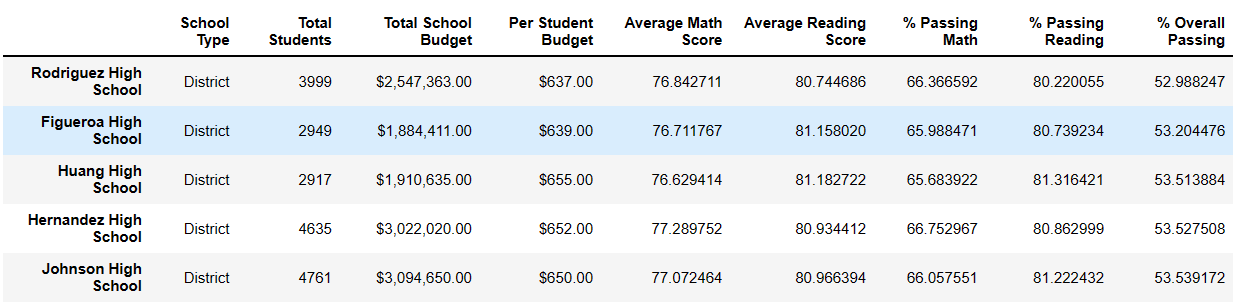 School Type Total Students Total School Budget Per Student Budget Average Math Score Average Reading Score % Passing Math % Passing Reading % Overall Passing
Rodriguez High School District 3999 $2,547,363.00 $637.00 76.842711 80.744686 66.366592 80.220055 52.988247
Figueroa High School District 2949 $1,884,411.00 $639.00 76.711767 81.158020 65.988471 80.739234 53.204476
Huang High School District 2917 $1,910,635.00 $655.00 76.629414 81.182722 65.683922 81.316421 53.513884
Hernandez High School District 4635 $3,022,020.00 $652.00 77.289752 80.934412 66.752967 80.862999 53.527508
Johnson High School District 4761 $3,094,650.00 $650.00 77.072464 80.966394 66.057551 81.222432 53.539172